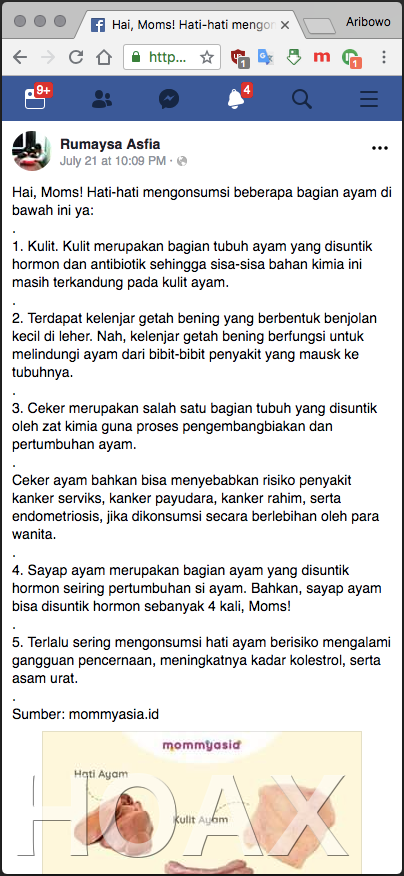 Hai, Moms! Hati-hati mengon
Aribowo
http...
1
1
9+
4
Rumaysa Asfia
July 21 at 10:09 PM ·
Hai, Moms! Hati-hati mengonsumsi beberapa bagian ayam di
bawah ini ya:
.
1. Kulit. Kulit merupakan bagian tubuh ayam yang disuntik
hormon dan antibiotik sehingga sisa-sisa bahan kimia ini
masih terkandung pada kulit ayam.
.
2. Terdapat kelenjar getah bening yang berbentuk benjolan
kecil di leher. Nah, kelenjar getah bening berfungsi untuk
melindungi ayam dari bibit-bibit penyakit yang mausk ke
tubuhnya.
.
3. Ceker merupakan salah satu bagian tubuh yang disuntik
oleh zat kimia guna proses pengembangbiakan dan
pertumbuhan ayam.
.
Ceker ayam bahkan bisa menyebabkan risiko penyakit
kanker serviks, kanker payudara, kanker rahim, serta
endometriosis, jika dikonsumsi secara berlebihan oleh para
wanita.
.
4. Sayap ayam merupakan bagian ayam yang disuntik
hormon seiring pertumbuhan si ayam. Bahkan, sayap ayam
bisa disuntik hormon sebanyak 4 kali, Moms!
.
5. Terlalu sering mengonsumsi hati ayam berisiko mengalami
gangguan pencernaan, meningkatnya kadar kolestrol, serta
asam urat.
.
Sumber: mommyasia.id
mommyasia
Hati Ayam
Kulit Ayam
HOAX